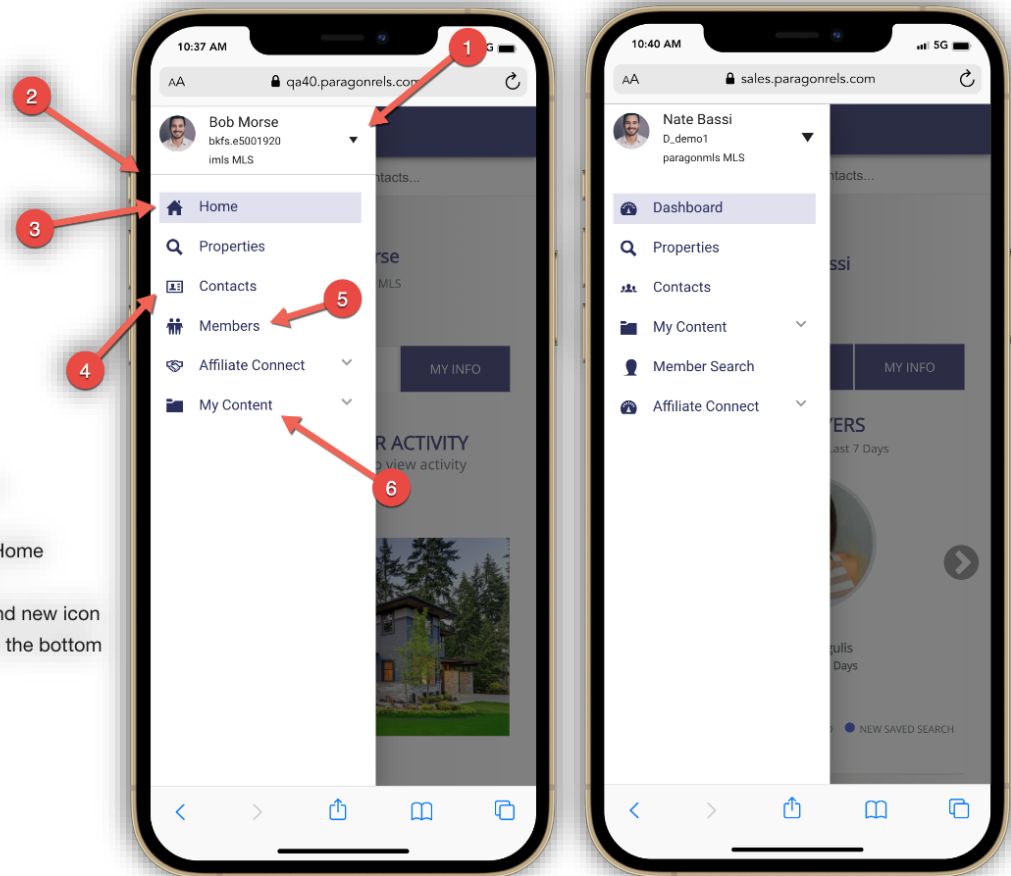 10:37 AM
G
AA
qa40.paragonrels.com
Bob Morse
bkfs.e5001920
imls MLS
ntacts...
Home
Properties
Contacts
Members
Affiliate Connect
My Content
rse
MLS
MY INFO
R ACTIVITY
o view activity
1
2
3
4
5
6
Home
nd new icon
the bottom
10:40 AM
5G
AA
sales.paragonrels.com
Nate Bassi
D_demo1
paragonmls MLS
ntacts...
Dashboard
Properties
Contacts
My Content
Member Search
Affiliate Connect
ssi
MY INFO
ERS
Last 7 Days
gulis
Days
NEW SAVED SEARCH